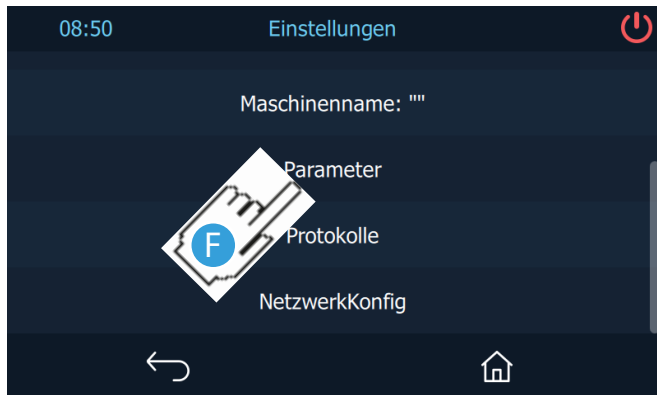 08:50 Einstellungen
Maschinenname: ""
Parameter
F
Protokolle
NetzwerkKonfig